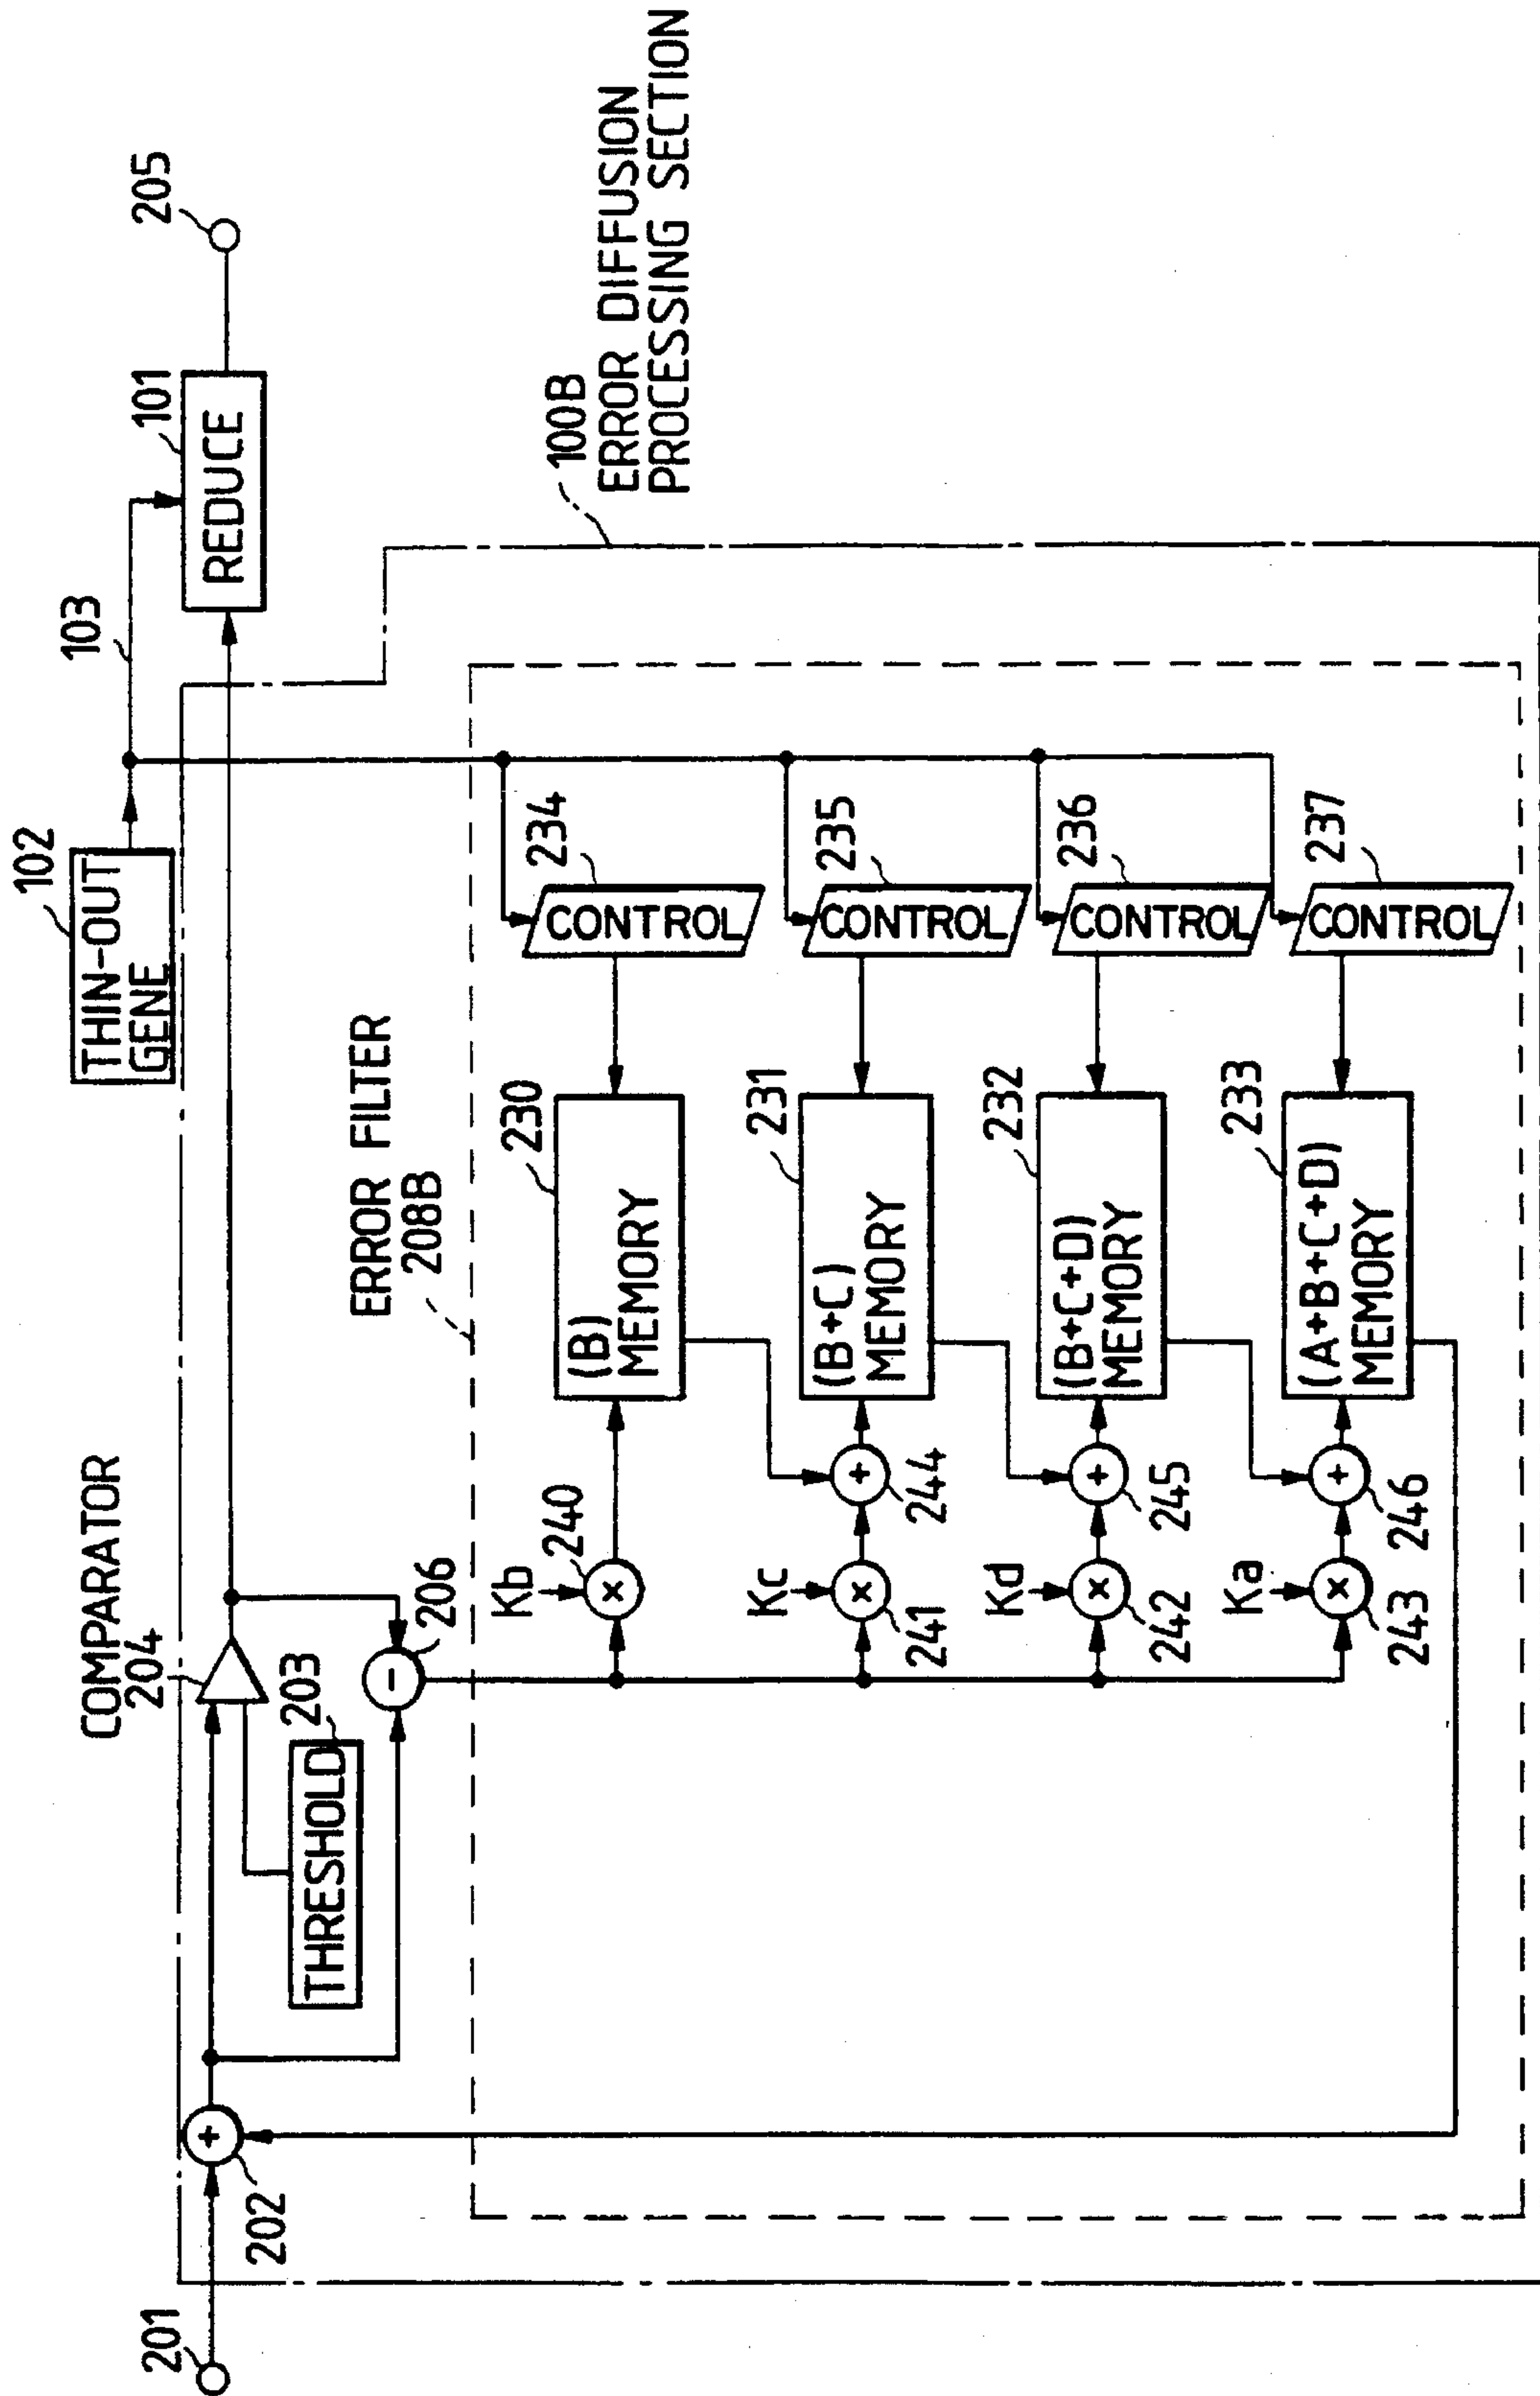 201
202
COMPARATOR
204
THRESHOLD
203
206
THIN-OUT
GENE
102
103
REDUCE
101
205
100B
ERROR DIFFUSION
PROCESSING SECTION
ERROR FILTER
208B
Kb
240
(B)
MEMORY
230
CONTROL
234
Kc
241
244
(B+C)
MEMORY
231
CONTROL
235
Kd
242
245
(B+C+D)
MEMORY
232
CONTROL
236
Ka
243
246
(A+B+C+D)
MEMORY
233
CONTROL
237